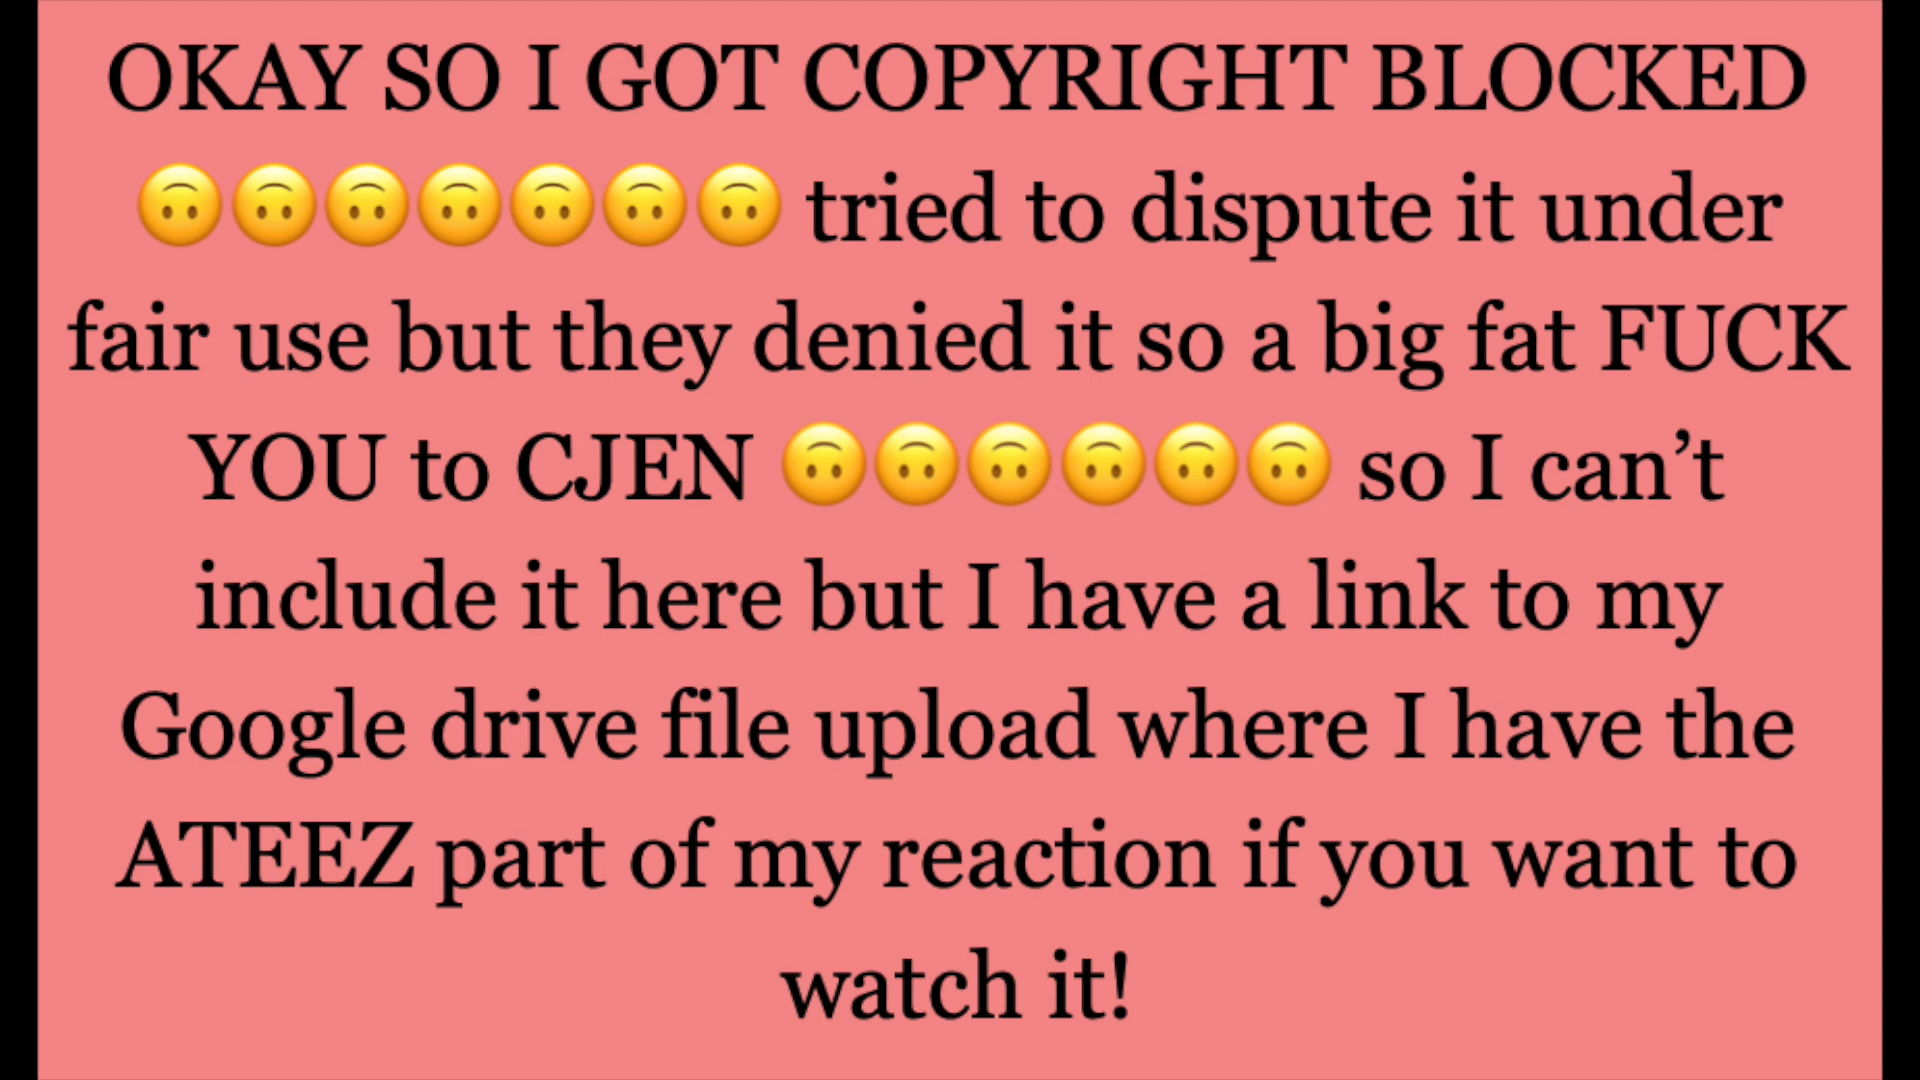 OKAY SO I GOT COPYRIGHT BLOCKED
🙃🙃🙃🙃🙃🙃🙃 tried to dispute it under
fair use but they denied it so a big fat FUCK
YOU to CJEN 🙃🙃🙃🙃🙃🙃 so I can’t
include it here but I have a link to my
Google drive file upload where I have the
ATEEZ part of my reaction if you want to
watch it!